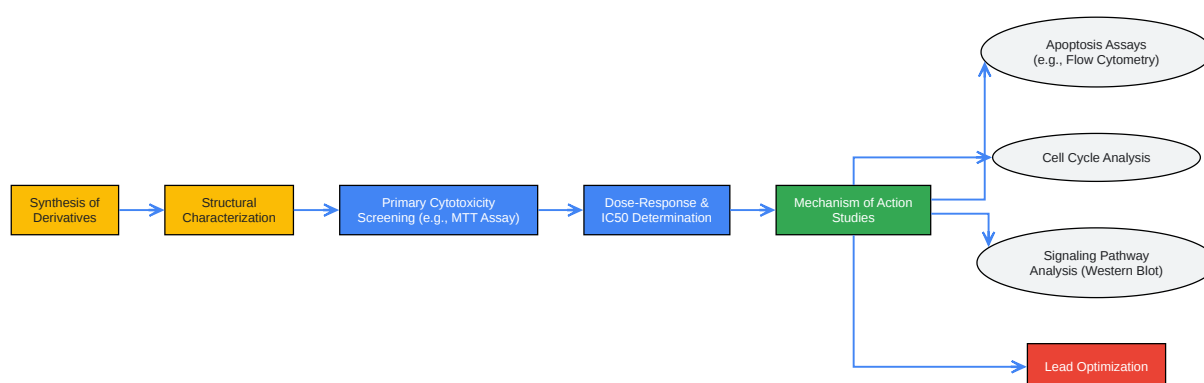 Apoptosis Assays
(e.g., Flow Cytometry)
Cell Cycle Analysis
Synthesis of
Derivatives
Structural
Characterization
Primary Cytotoxicity
Screening (e.g., MTT Assay)
Dose-Response &
IC50 Determination
Mechanism of Action
Studies
Signaling Pathway
Analysis (Western Blot)
Lead Optimization